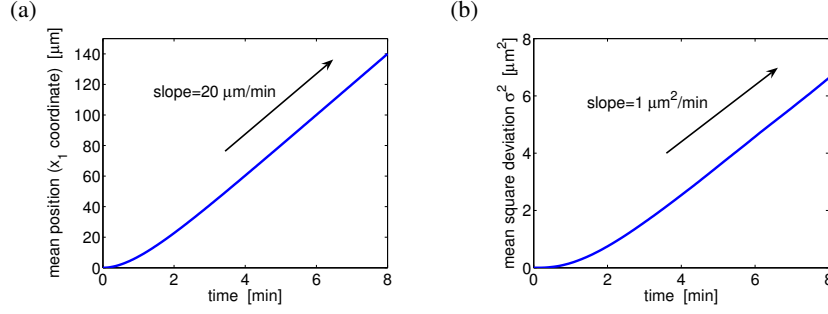 (a)
mean position (x₁ coordinate) [μm]
140
120
100
80
60
40
20
0
slope=20 μm/min
0 2 4 6 8
time [min]
(b)
mean square deviation σ² [μm²]
8
6
4
2
0
slope=1 μm²/min
0 2 4 6 8
time [min]